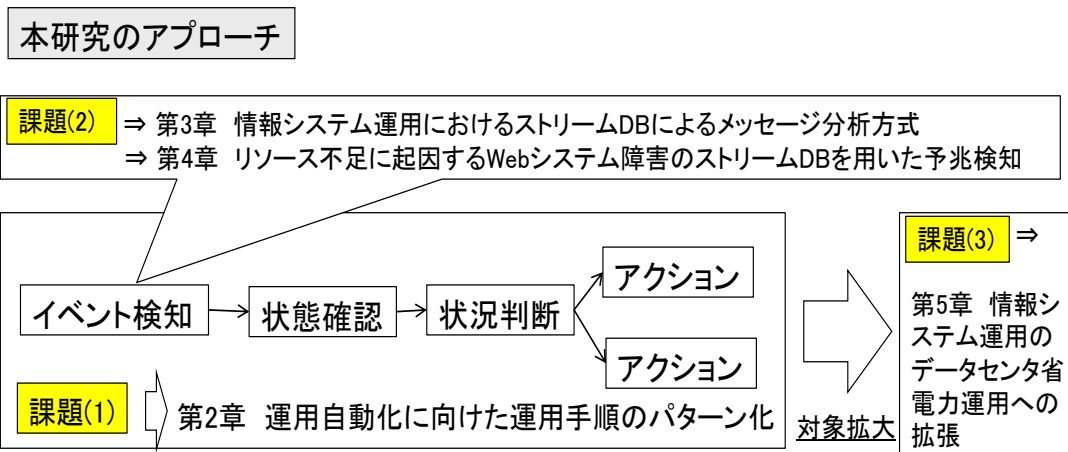 本研究のアプローチ
課題(2) ⇒ 第3章 情報システム運用におけるストリームDBによるメッセージ分析方式
⇒ 第4章 リソース不足に起因するWebシステム障害のストリームDBを用いた予兆検知
イベント検知
状態確認
状況判断
アクション
アクション
課題(1)
第2章 運用自動化に向けた運用手順のパターン化
対象拡大
課題(3) ⇒
第5章 情報シ
ステム運用の
データセンタ省
電力運用への
拡張